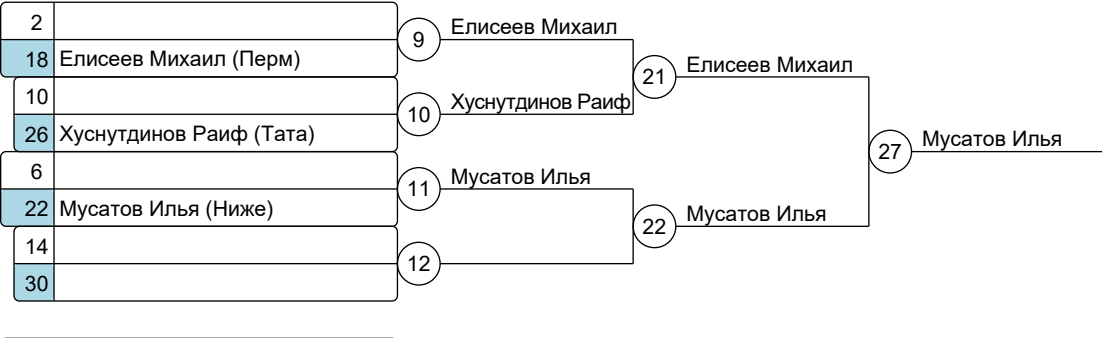 2
18 Елисеев Михаил (Перм)
10
26 Хуснутдинов Раиф (Тата)
6
22 Мусатов Илья (Ниже)
14
30
9 Елисеев Михаил
10 Хуснутдинов Раиф
11 Мусатов Илья
12
21 Елисеев Михаил
22 Мусатов Илья
27 Мусатов Илья